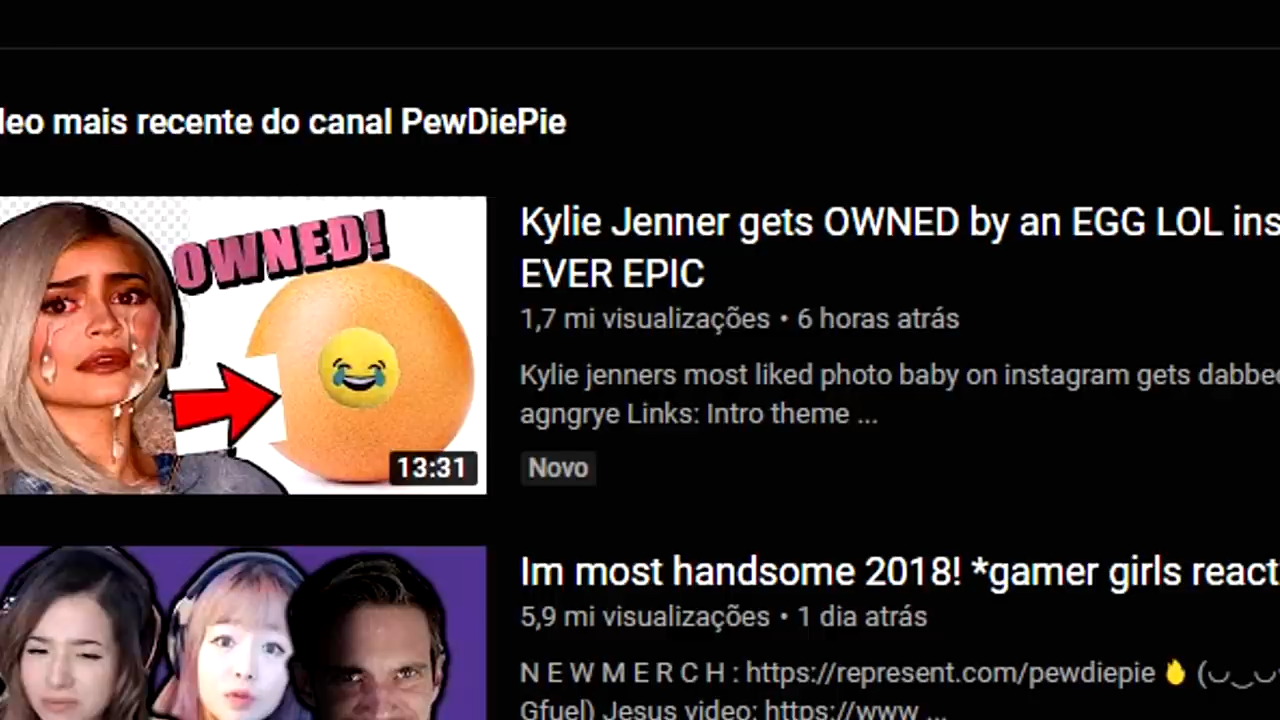 deo mais recente do canal PewDiePie
OWNED!
13:31
Kylie Jenner gets OWNED by an EGG LOL ins
EVER EPIC
1,7 mi visualizações • 6 horas atrás
Kylie jenners most liked photo baby on instagram gets dabbed
agngrye Links: Intro theme ...
Novo
Im most handsome 2018! *gamer girls react
5,9 mi visualizações • 1 dia atrás
N E W M E R C H : https://represent.com/pewdiepie 🔥 (◡‿◡
Gfuel) Jesus video: https://www ...